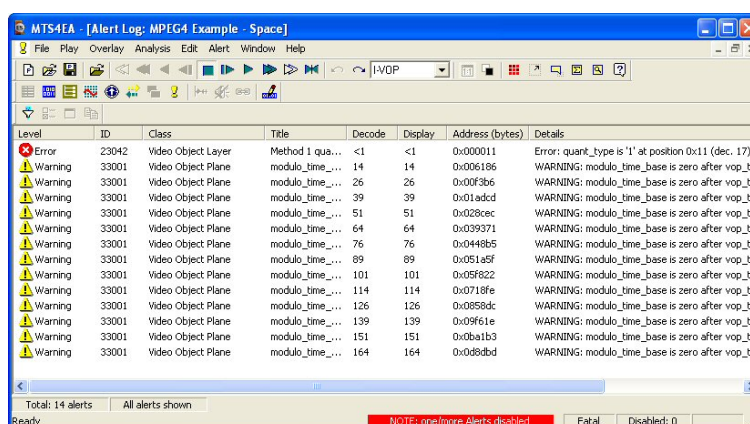 MTS4EA - [Alert Log: MPEG4 Example - Space]
File Play Overlay Analysis Edit Alert Window Help
I-VOP
Level ID Class Title Decode Display Address (bytes) Details
Error 23042 Video Object Layer Method 1 qua... <1 <1 0x000011 Error: quant_type is '1' at position 0x11 (dec. 17)
Warning 33001 Video Object Plane modulo_time_... 14 14 0x006186 WARNING: modulo_time_base is zero after vop_t
Warning 33001 Video Object Plane modulo_time_... 26 26 0x00f3b6 WARNING: modulo_time_base is zero after vop_t
Warning 33001 Video Object Plane modulo_time_... 39 39 0x01adcd WARNING: modulo_time_base is zero after vop_t
Warning 33001 Video Object Plane modulo_time_... 51 51 0x028cec WARNING: modulo_time_base is zero after vop_t
Warning 33001 Video Object Plane modulo_time_... 64 64 0x039371 WARNING: modulo_time_base is zero after vop_t
Warning 33001 Video Object Plane modulo_time_... 76 76 0x0448b5 WARNING: modulo_time_base is zero after vop_t
Warning 33001 Video Object Plane modulo_time_... 89 89 0x051a5f WARNING: modulo_time_base is zero after vop_t
Warning 33001 Video Object Plane modulo_time_... 101 101 0x05f822 WARNING: modulo_time_base is zero after vop_t
Warning 33001 Video Object Plane modulo_time_... 114 114 0x0718fe WARNING: modulo_time_base is zero after vop_t
Warning 33001 Video Object Plane modulo_time_... 126 126 0x0858dc WARNING: modulo_time_base is zero after vop_t
Warning 33001 Video Object Plane modulo_time_... 139 139 0x09f61e WARNING: modulo_time_base is zero after vop_t
Warning 33001 Video Object Plane modulo_time_... 151 151 0x0ba1b3 WARNING: modulo_time_base is zero after vop_t
Warning 33001 Video Object Plane modulo_time_... 164 164 0x0d8dbd WARNING: modulo_time_base is zero after vop_t
Total: 14 alerts All alerts shown
Ready NOTE: one/more Alerts disabled Fatal Disabled: 0